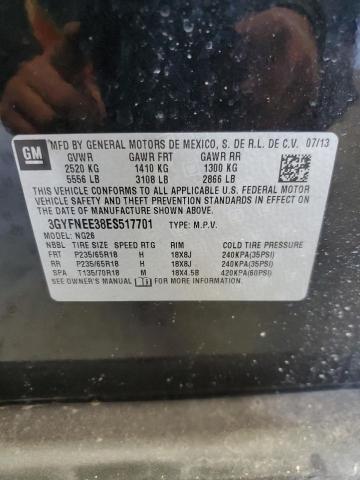 GM
MFD BY GENERAL MOTORS DE MEXICO, S. DE R.L. DE C.V. 07/13
GVWR GAWR FRT GAWR RR
2520 KG 1410 KG 1300 KG
5556 LB 3108 LB 2866 LB
THIS VEHICLE CONFORMS TO ALL APPLICABLE U.S. FEDERAL MOTOR
VEHICLE SAFETY AND THEFT PREVENTION STANDARDS IN EFFECT ON
THE DATE OF MANUFACTURE SHOWN ABOVE.
3GYFNEE38ES517701 TYPE: M.P.V.
MODEL: NG26
NBBL TIRE SIZE SPEED RTG RIM COLD TIRE PRESSURE
FRT P235/65R18 H 18X8J 240KPA(35PSI)
RR P235/65R18 H 18X8J 240KPA(35PSI)
SPA T135/70R18 M 18X4.5B 420KPA(60PSI)
SEE OWNER'S MANUAL FOR ADDITIONAL INFORMATION.